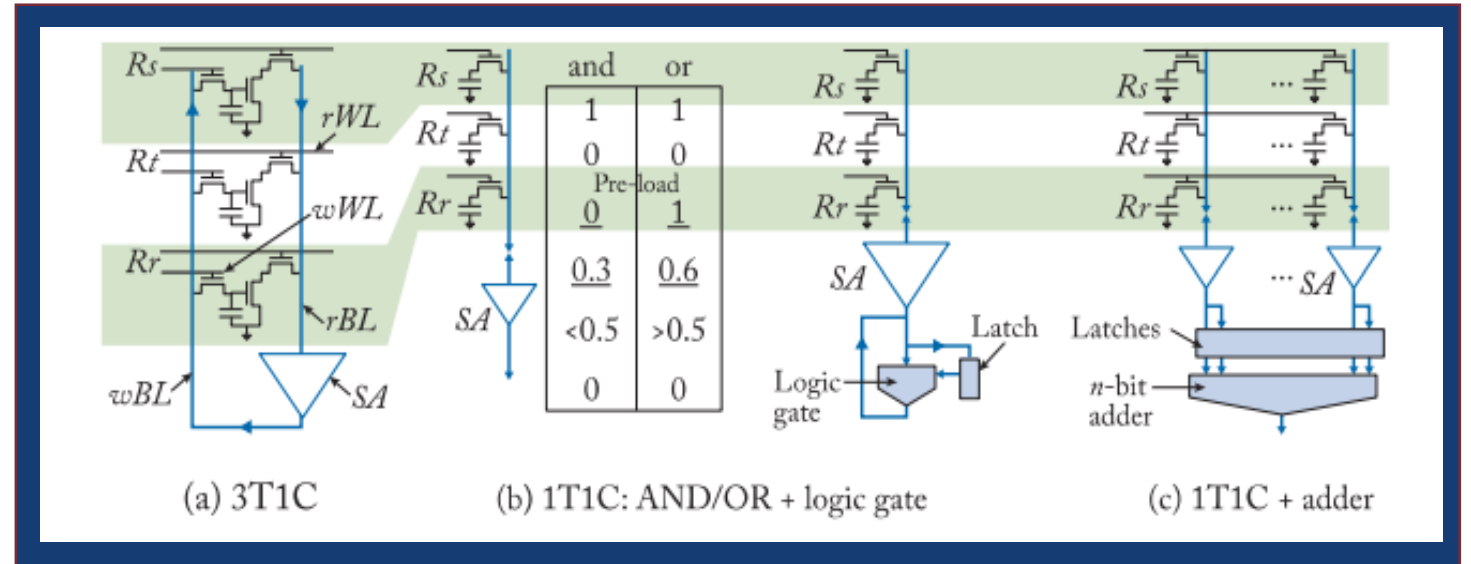 Rs
rWL
Rt
wWL
Rr
rBL
wBL
SA
(a) 3T1C
Rs
Rt
Rr
SA
and or
1 1
0 0
Pre-load
0 1
0.3 0.6
<0.5 >0.5
0 0
Rs
Rt
Rr
SA
Latch
Logic
gate
(b) 1T1C: AND/OR + logic gate
Rs ...
Rt ...
Rr ...
... SA
Latches
n-bit
adder
(c) 1T1C + adder